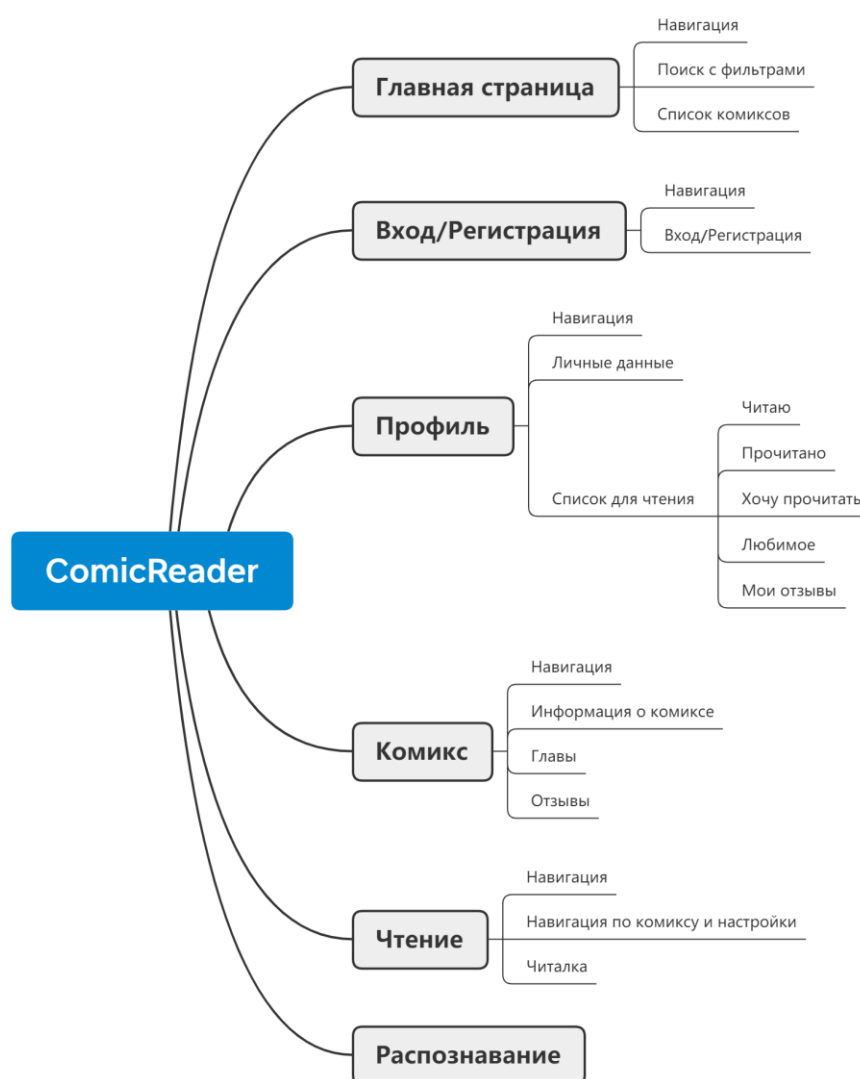 Навигация
Главная страница
Поиск с фильтрами
Список комиксов
Навигация
Вход/Регистрация
Вход/Регистрация
Навигация
Личные данные
Профиль
Читаю
Прочитано
Список для чтения
Хочу прочитать
Любимое
Мои отзывы
ComicReader
Навигация
Информация о комиксе
Комикс
Главы
Отзывы
Навигация
Навигация по комиксу и настройки
Чтение
Читалка
Распознавание